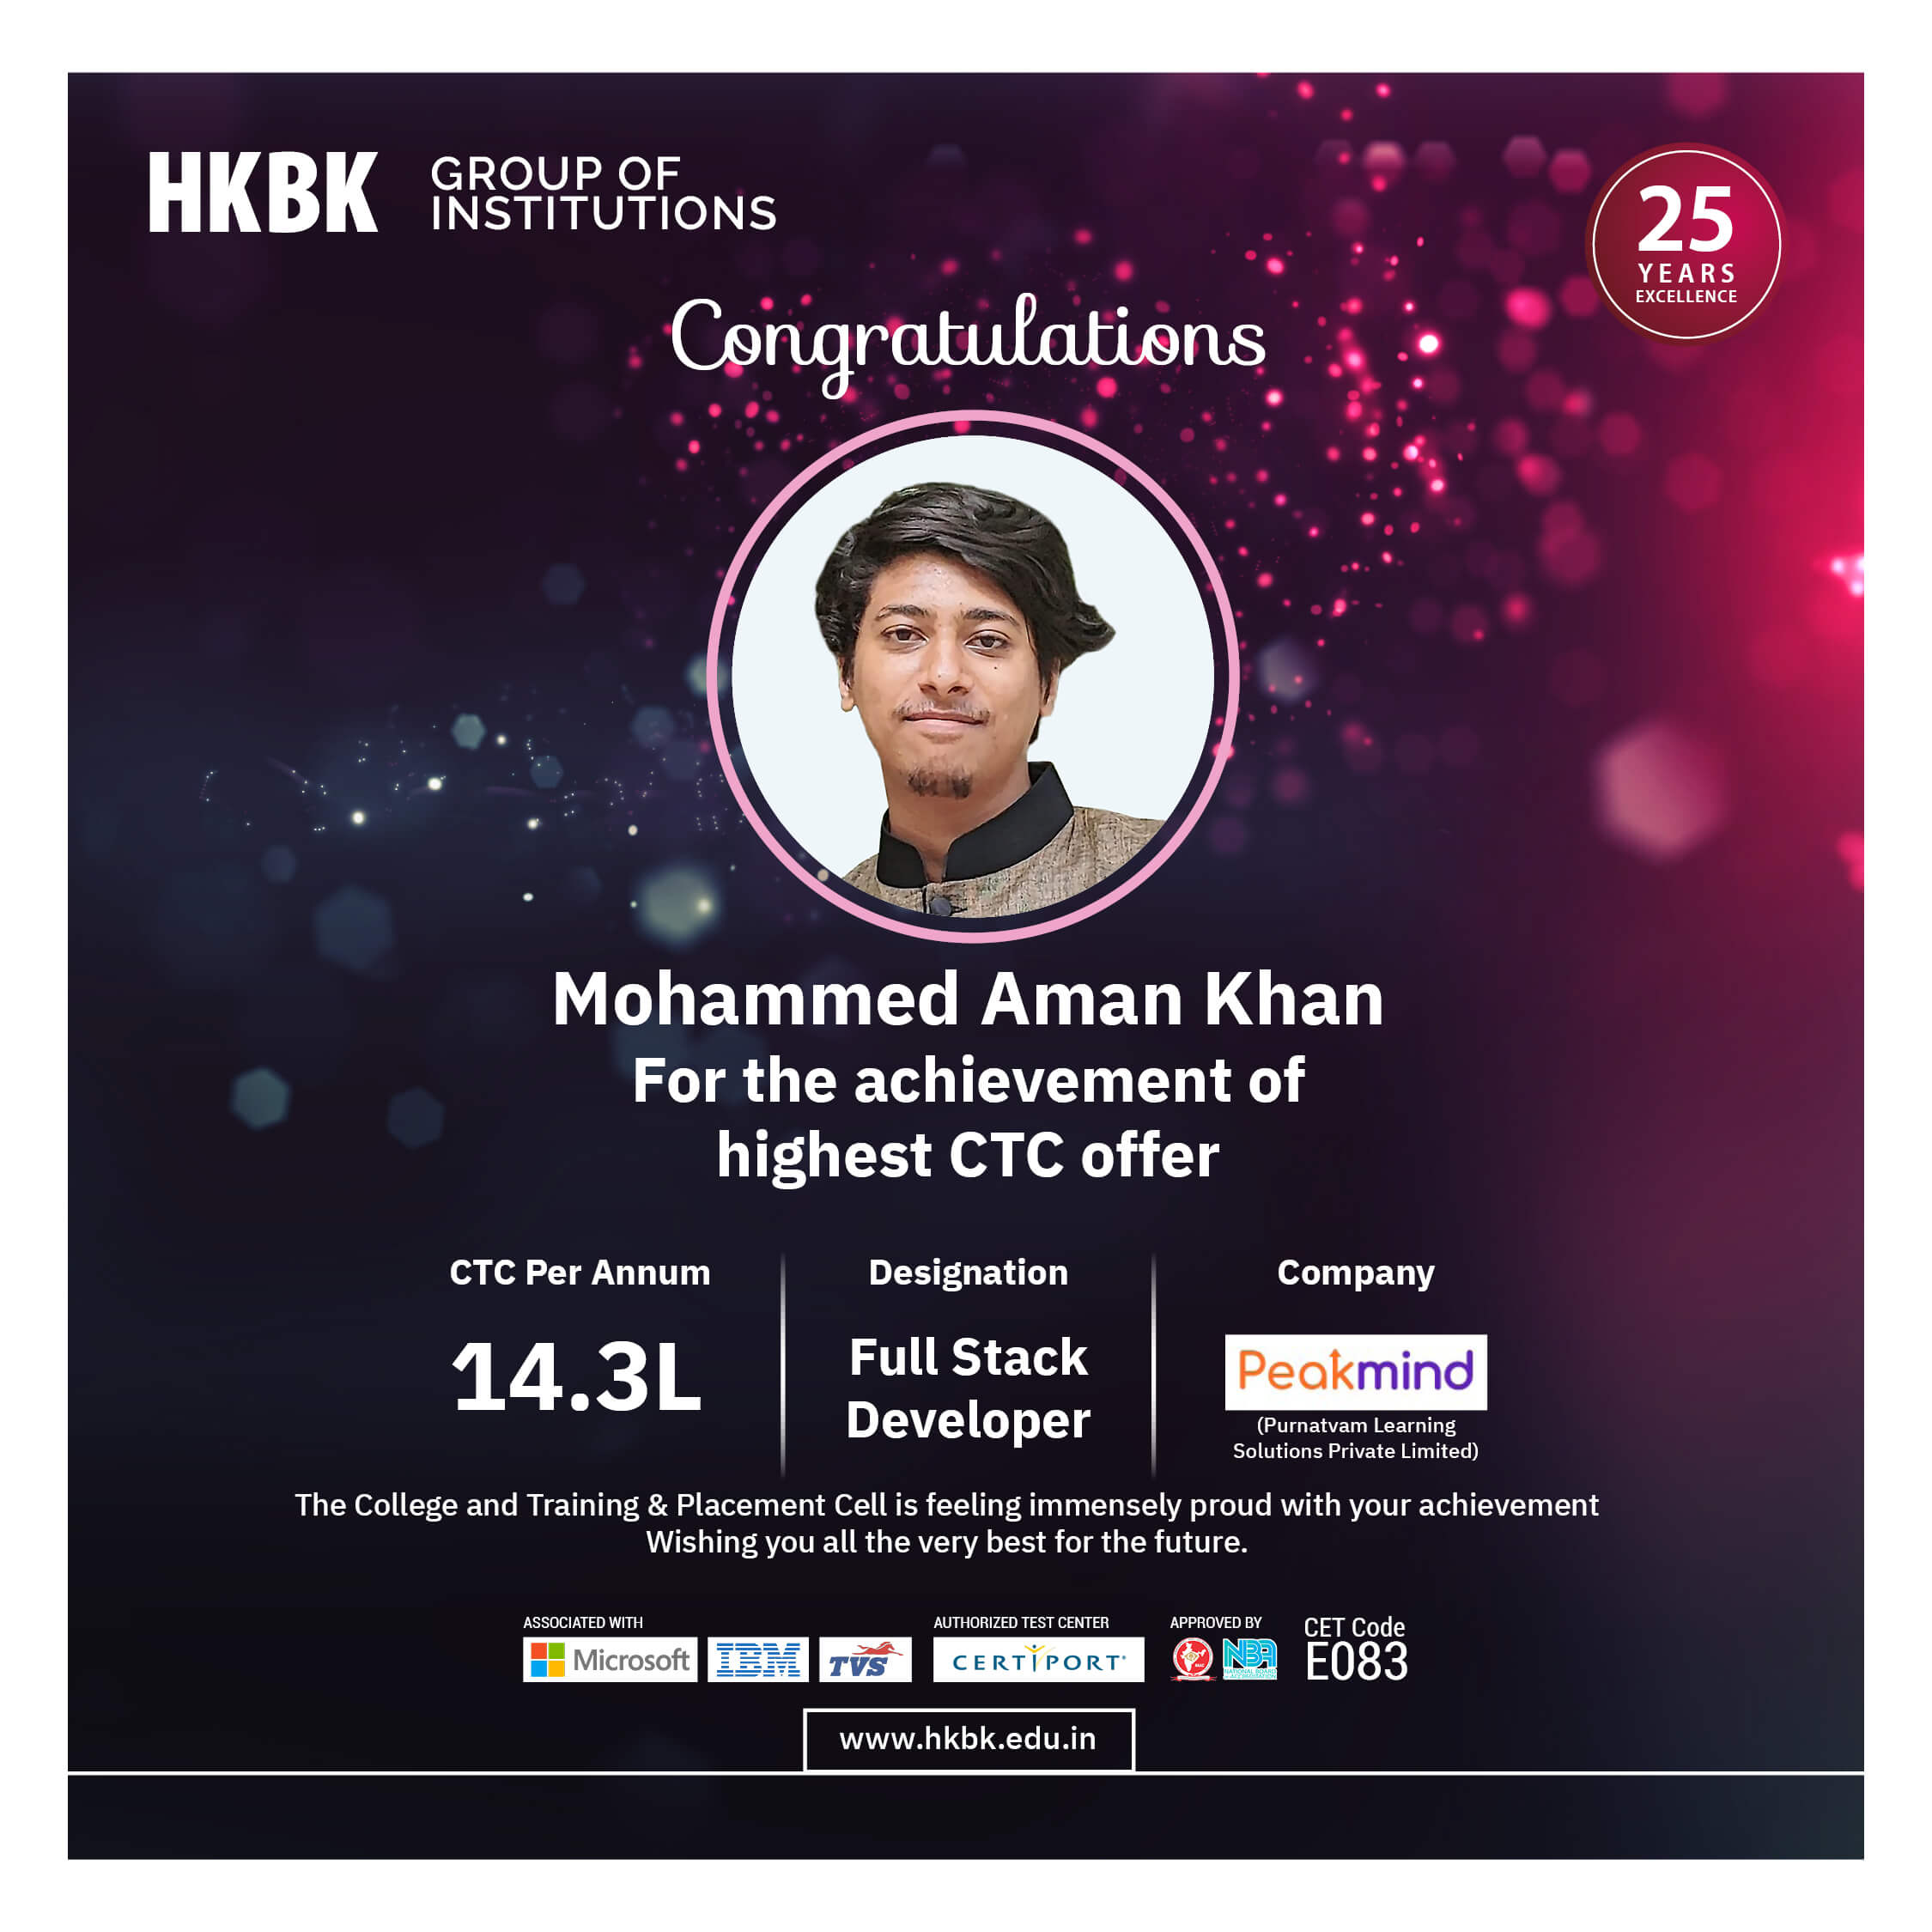 HKBK
GROUP OF
INSTITUTIONS
25
YEARS
EXCELLENCE
Congratulations
Mohammed Aman Khan
For the achievement of
highest CTC offer
CTC Per Annum
14.3L
Designation
Full Stack
Developer
Company
Peakmind
(Purnatvam Learning
Solutions Private Limited)
The College and Training & Placement Cell is feeling immensely proud with your achievement
Wishing you all the very best for the future.
ASSOCIATED WITH
Microsoft
IBM
TVS
AUTHORIZED TEST CENTER
CERTIPORT
APPROVED BY
NBA
NATIONAL BOARD
CET Code
E083
www.hkbk.edu.in